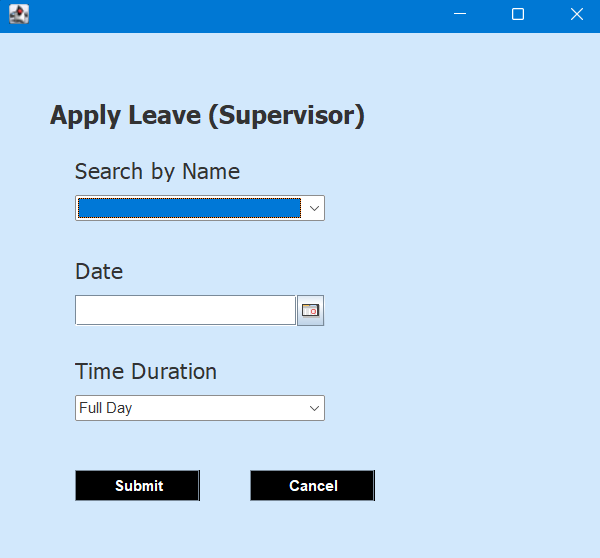 Apply Leave (Supervisor)
Search by Name
Date
Time Duration
Full Day
Submit
Cancel